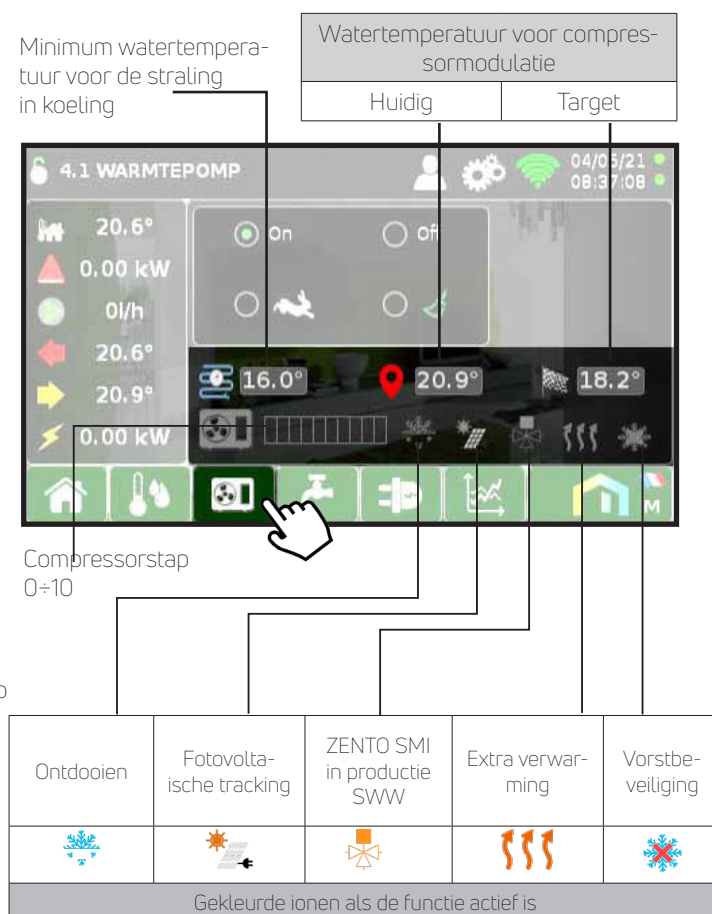 Minimum watertempera-
tuur voor de straling
in koeling
Watertemperatuur voor compres-
sormodulatie
Huidig
Target
4.1 WARMTEPOMP
04/05/21
08:37:08
20.6°
0.00 kW
0l/h
20.6°
20.9°
0.00 kW
On
Off
16.0°
20.9°
18.2°
M
Compressorstap
0÷10
Ontdooien
Fotovolta-
ische tracking
ZENTO SMI
in productie
SWW
Extra verwar-
ming
Vorstbe-
veiliging
Gekleurde ionen als de functie actief is